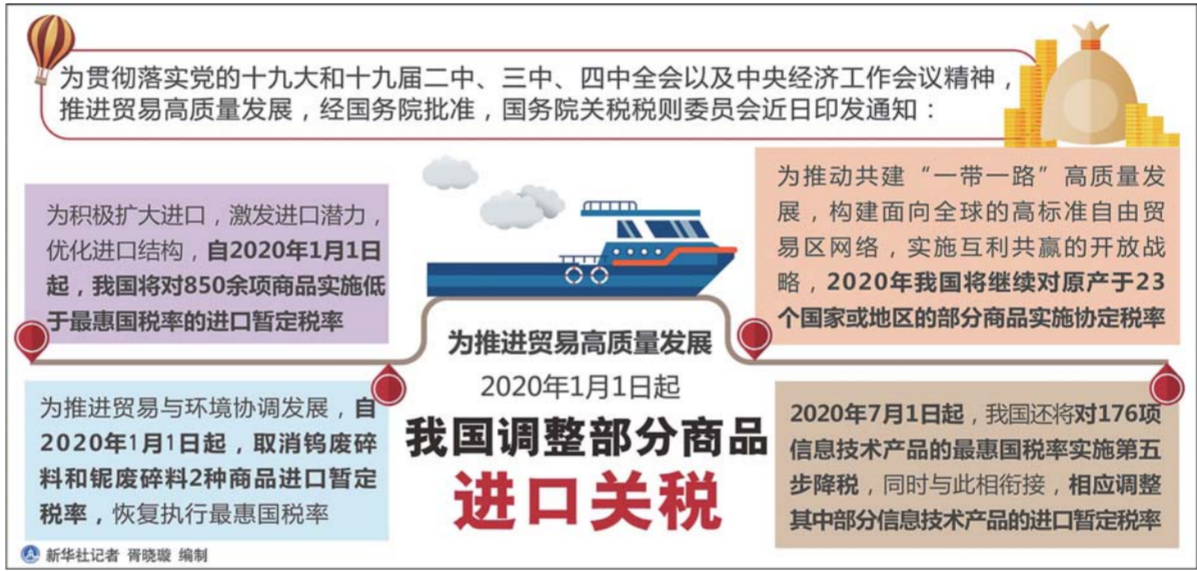 为贯彻落实党的十九大和十九届二中、三中、四中全会以及中央经济工作会议精神，
推进贸易高质量发展，经国务院批准，国务院关税税则委员会近日印发通知：
为积极扩大进口，激发进口潜力，
优化进口结构，自2020年1月1日
起，我国将对850余项商品实施低
于最惠国税率的进口暂定税率
为推动共建“一带一路”高质量发
展，构建面向全球的高标准自由贸
易区网络，实施互利共赢的开放战
略，2020年我国将继续对原产于23
个国家或地区的部分商品实施协定税率
为推进贸易高质量发展
2020年1月1日起
我国调整部分商品
进口关税
为推进贸易与环境协调发展，自
2020年1月1日起，取消钨废碎
料和铌废碎料2种商品进口暂定
税率，恢复执行最惠国税率
2020年7月1日起，我国还将对176项
信息技术产品的最惠国税率实施第五
步降税，同时与此相衔接，相应调整
其中部分信息技术产品的进口暂定税率
新华社记者 胥晓璇 编制